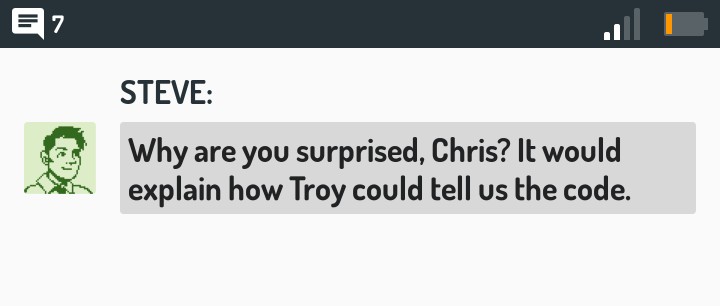 7
STEVE:
Why are you surprised, Chris? It would
explain how Troy could tell us the code.